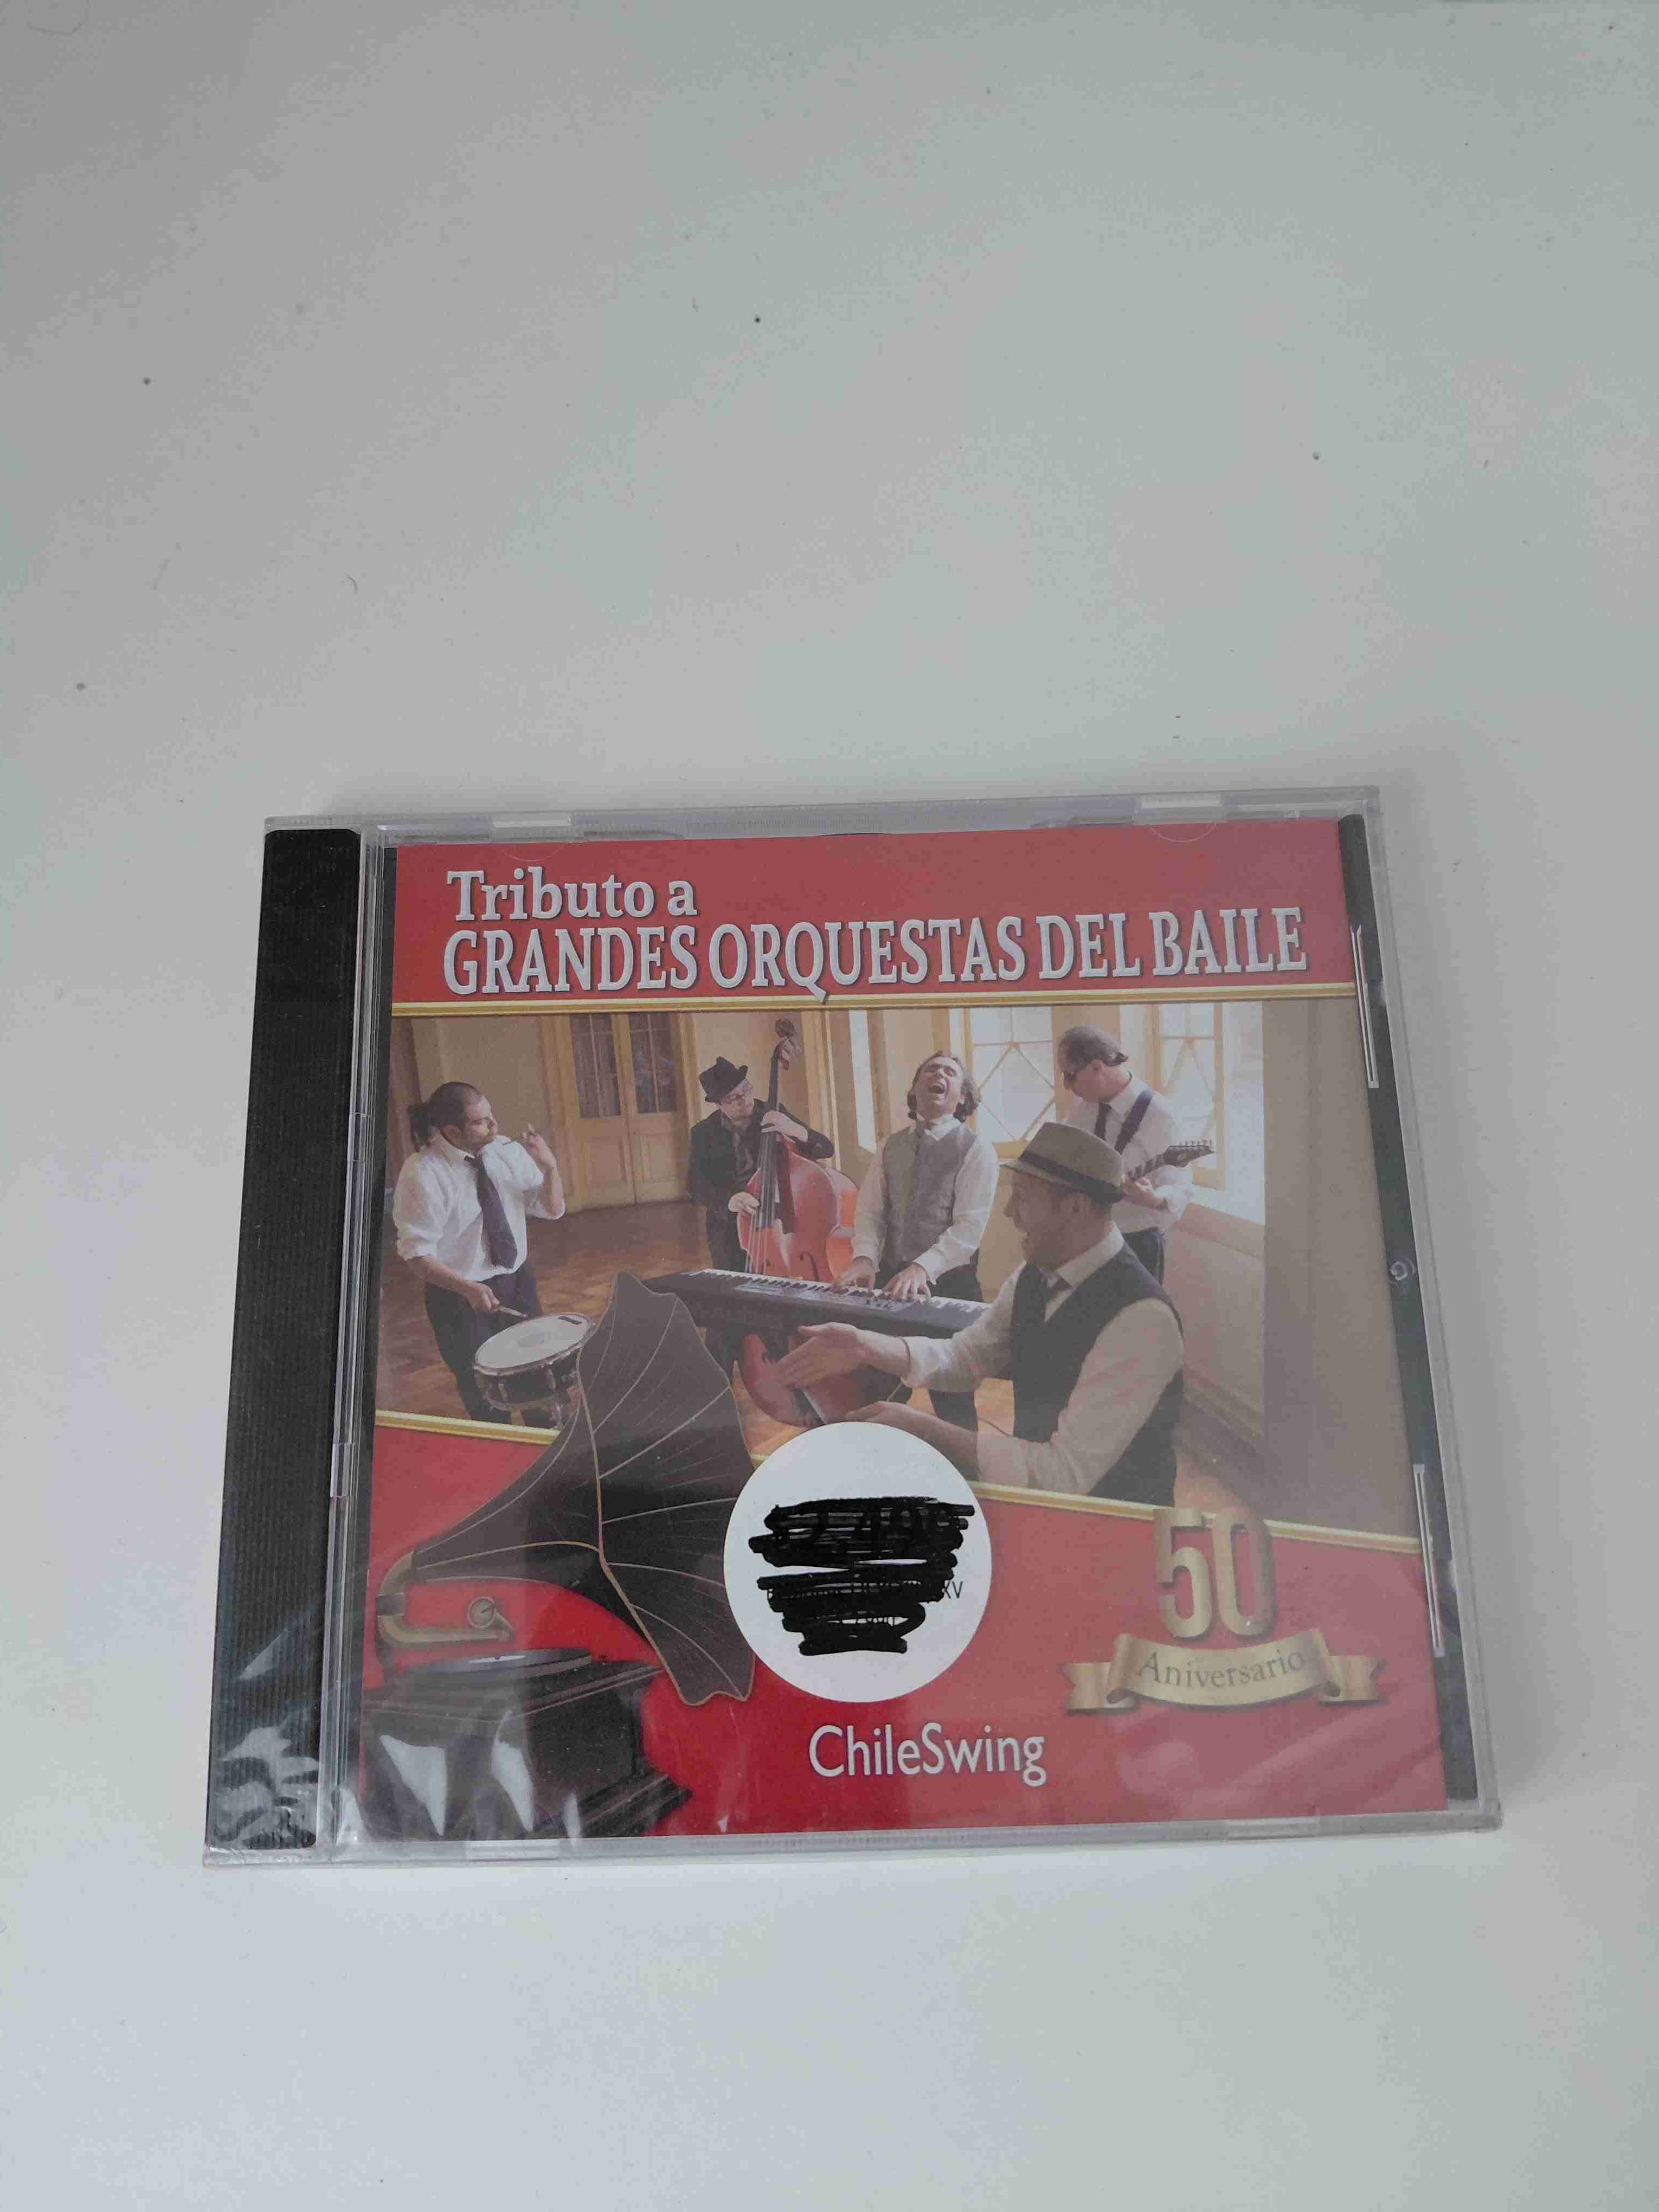 Tributo a
GRANDES ORQUESTAS DEL BAILE
50
Aniversario
ChileSwing